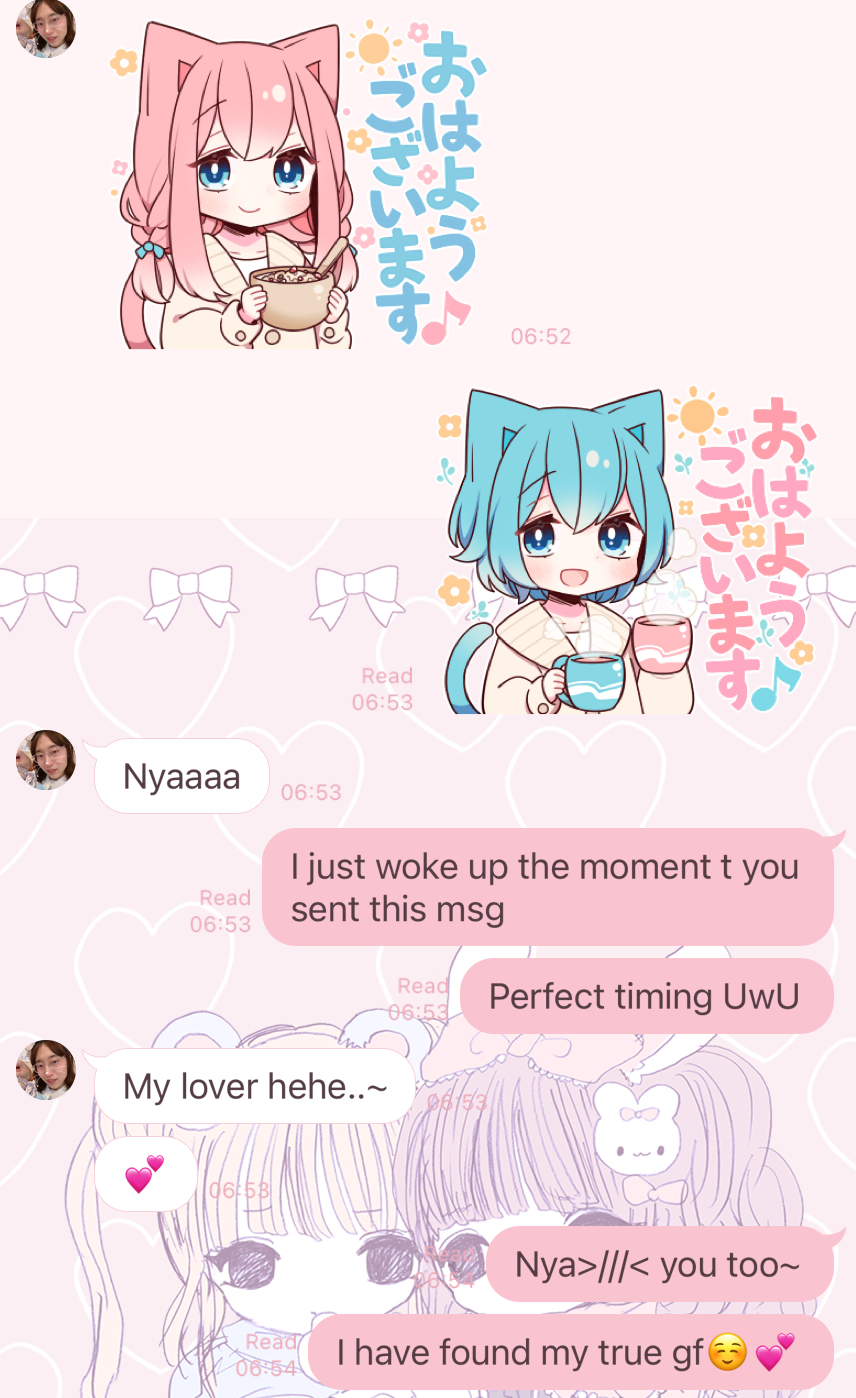 おはよう
ございます
06:52
おはよう
ございます
Read
06:53
Nyaaaa
06:53
I just woke up the moment t you
sent this msg
Read
06:53
Perfect timing UwU
Read
06:53
My lover hehe..~
06:53
💕
06:53
Nya>///< you too~
Read
06:54
I have found my true gf☺️💕
Read
06:54